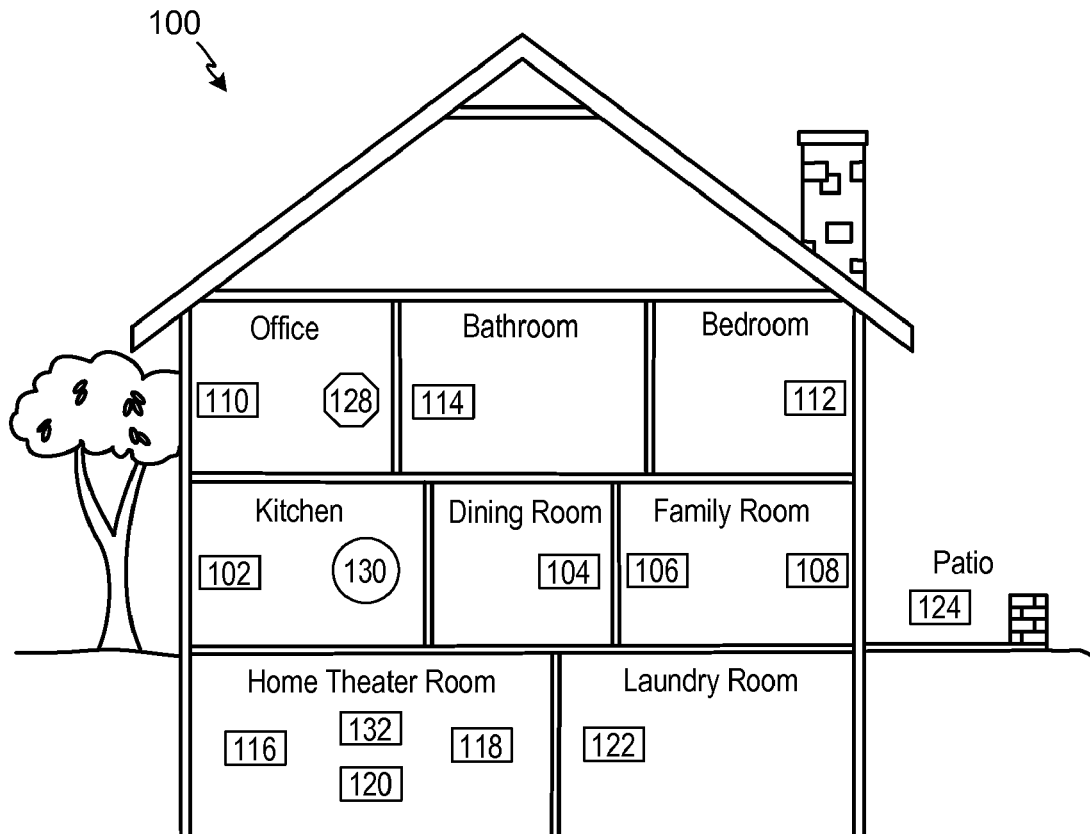 100
Office Bathroom Bedroom
110 128 114 112
Kitchen Dining Room Family Room
102 130 104 106 108
Patio
124
Home Theater Room Laundry Room
132
116 118 122
120